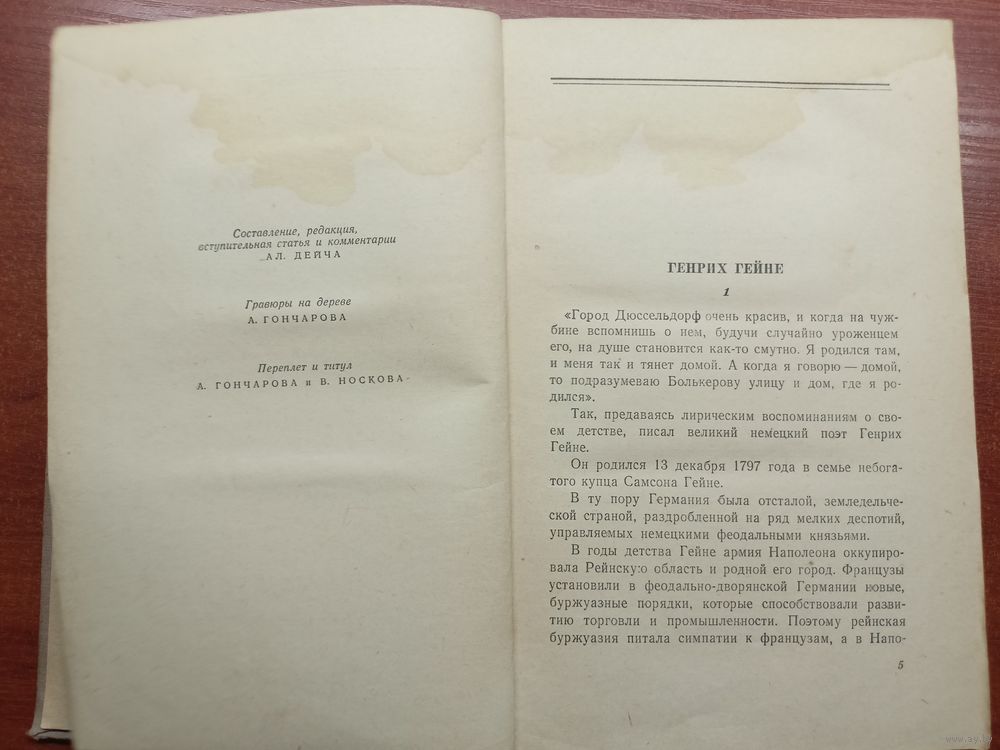 Составление, редакция,
вступительная статья и комментарии
АЛ. ДЕЙЧА
Гравюры на дереве
А. ГОНЧАРОВА
Переплет и титул
А. ГОНЧАРОВА и В. НОСКОВА
ГЕНРИХ ГЕЙНЕ
1
«Город Дюссельдорф очень красив, и когда на чуж-
бине вспомнишь о нем, будучи случайно уроженцем
его, на душе становится как-то смутно. Я родился там,
и меня так и тянет домой. А когда я говорю — домой,
то подразумеваю Болькерову улицу и дом, где я ро-
дился».
Так, предаваясь лирическим воспоминаниям о сво-
ем детстве, писал великий немецкий поэт Генрих
Гейне.
Он родился 13 декабря 1797 года в семье небога-
того купца Самсона Гейне.
В ту пору Германия была отсталой, земледельче-
ской страной, раздробленной на ряд мелких деспотий,
управляемых немецкими феодальными князьями.
В годы детства Гейне армия Наполеона оккупиро-
вала Рейнскую область и родной его город. Французы
установили в феодально-дворянской Германии новые,
буржуазные порядки, которые способствовали разви-
тию торговли и промышленности. Поэтому рейнская
буржуазия питала симпатии к французам, а в Напо-
5
www.ay.by